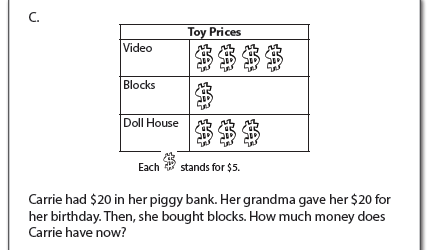 C.
Toy Prices
Video $ $ $ $
Blocks $
Doll House $ $ $
Each $ stands for $5.
Carrie had $20 in her piggy bank. Her grandma gave her $20 for
her birthday. Then, she bought blocks. How much money does
Carrie have now?